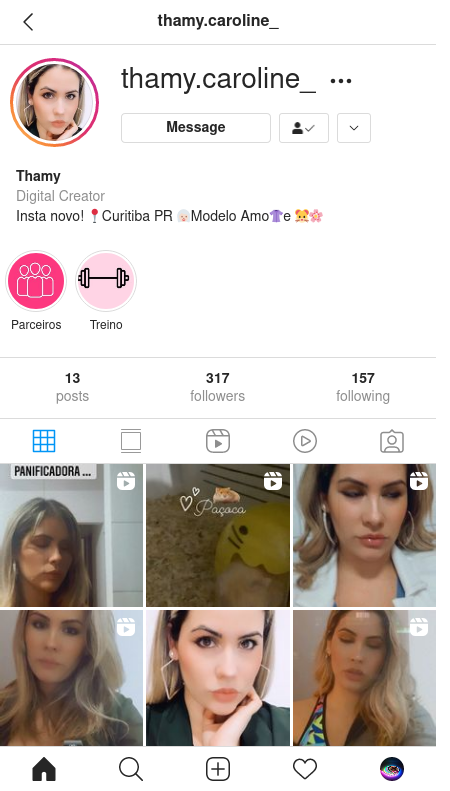 thamy.caroline_
thamy.caroline_
Message
Thamy
Digital Creator
Insta novo! 📍Curitiba PR 👩🏼Modelo Amo👚e 🐹🌸
Parceiros
Treino
13
317
157
posts
followers
following
PANIFICADORA ...
Paçoca